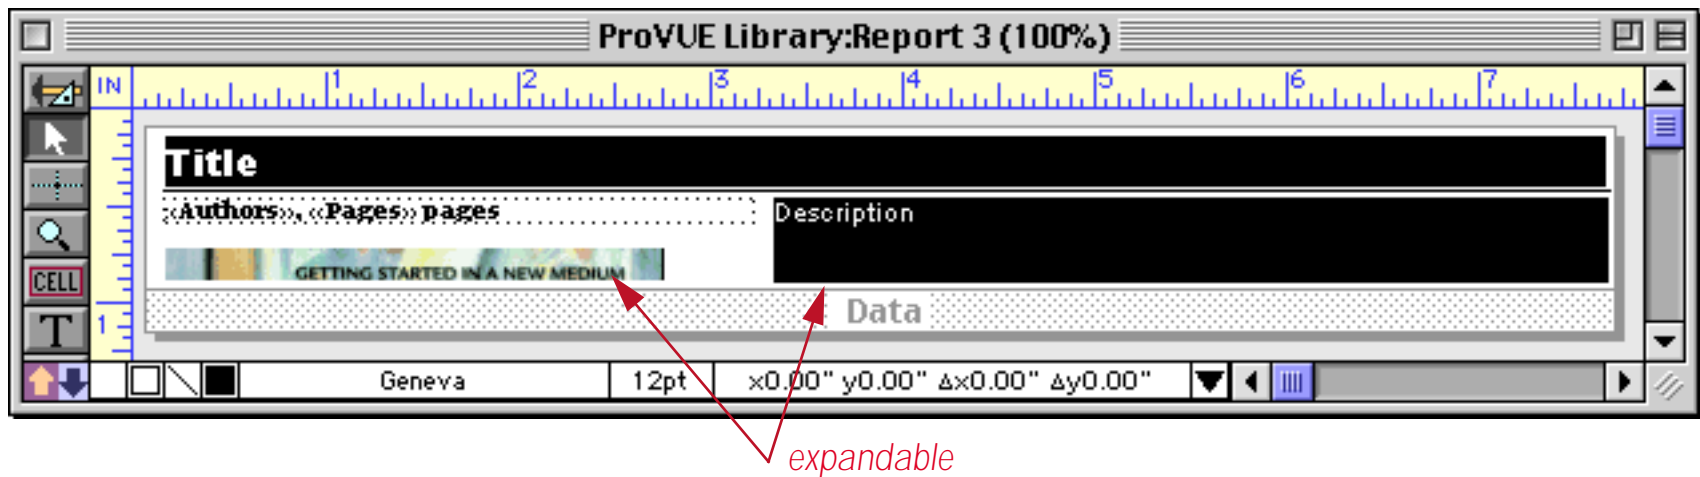 ProVUE Library:Report 3 (100%)
IN 1 2 3 4 5 6 7
Title
«Authors», «Pages» pages
Description
GETTING STARTED IN A NEW MEDIUM
CELL
Data
T
1
Geneva 12pt x0.00" y0.00" Δx0.00" Δy0.00"
expandable